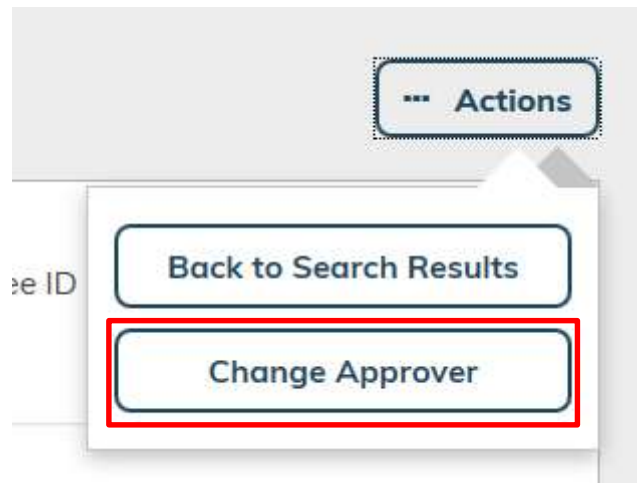 ··· Actions
Back to Search Results
ee ID
Change Approver